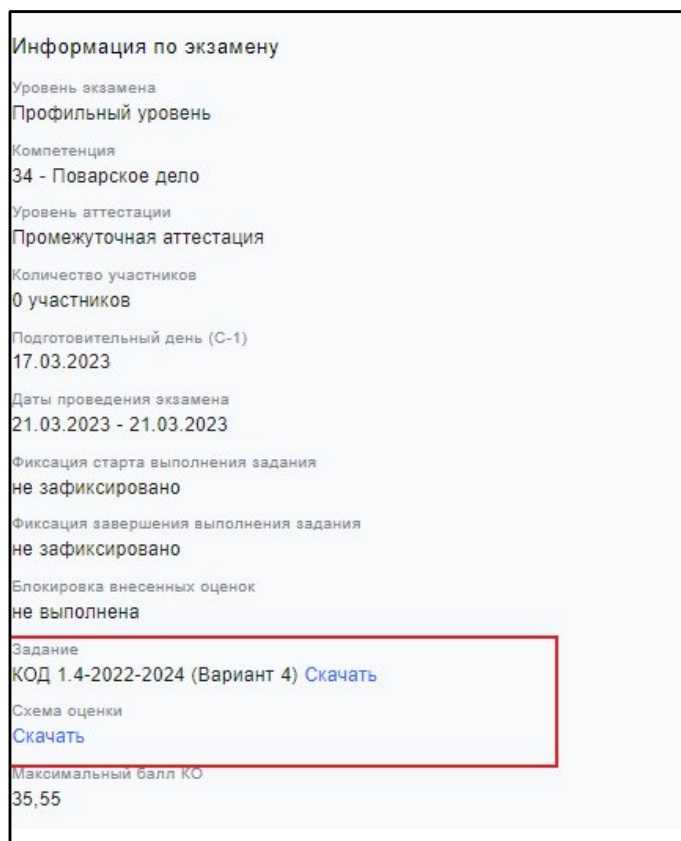 Информация по экзамену
Уровень экзамена
Профильный уровень
Компетенция
34 - Поварское дело
Уровень аттестации
Промежуточная аттестация
Количество участников
0 участников
Подготовительный день (С-1)
17.03.2023
Даты проведения экзамена
21.03.2023 - 21.03.2023
Фиксация старта выполнения задания
не зафиксировано
Фиксация завершения выполнения задания
не зафиксировано
Блокировка внесенных оценок
не выполнена
Задание
КОД 1.4-2022-2024 (Вариант 4) Скачать
Схема оценки
Скачать
Максимальный балл КО
35,55